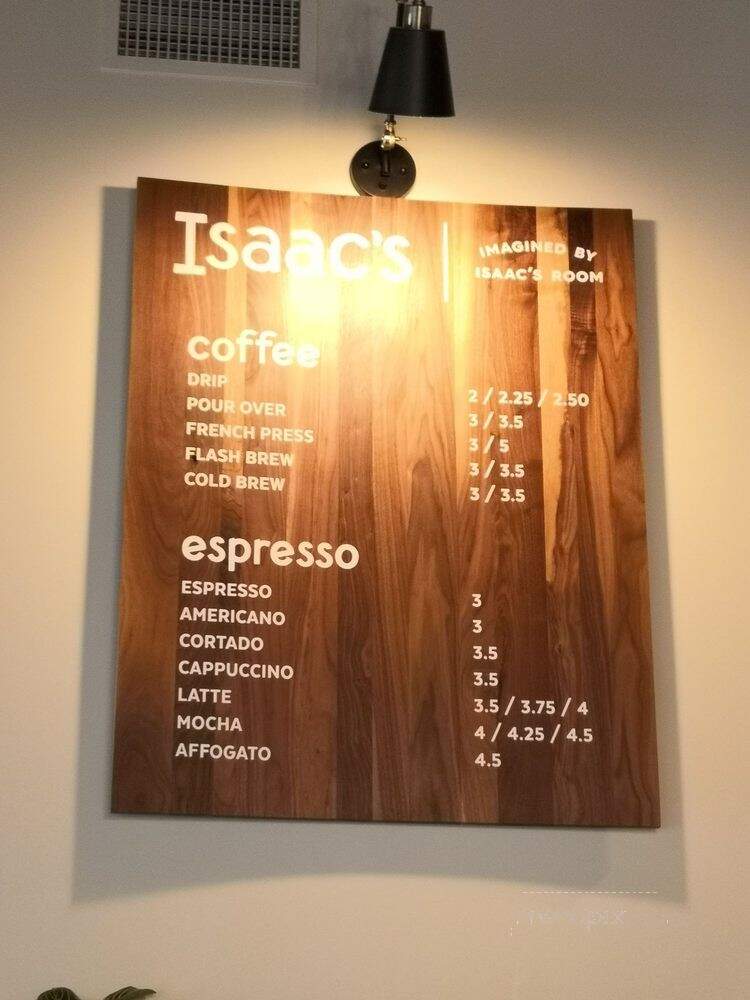 Isaac's
IMAGINED BY
ISAAC'S ROOM
coffee
DRIP 2 / 2.25 / 2.50
POUR OVER 3 / 3.5
FRENCH PRESS 3 / 5
FLASH BREW 3 / 3.5
COLD BREW 3 / 3.5
espresso
ESPRESSO 3
AMERICANO 3
CORTADO 3.5
CAPPUCCINO 3.5
LATTE 3.5 / 3.75 / 4
MOCHA 4 / 4.25 / 4.5
AFFOGATO 4.5